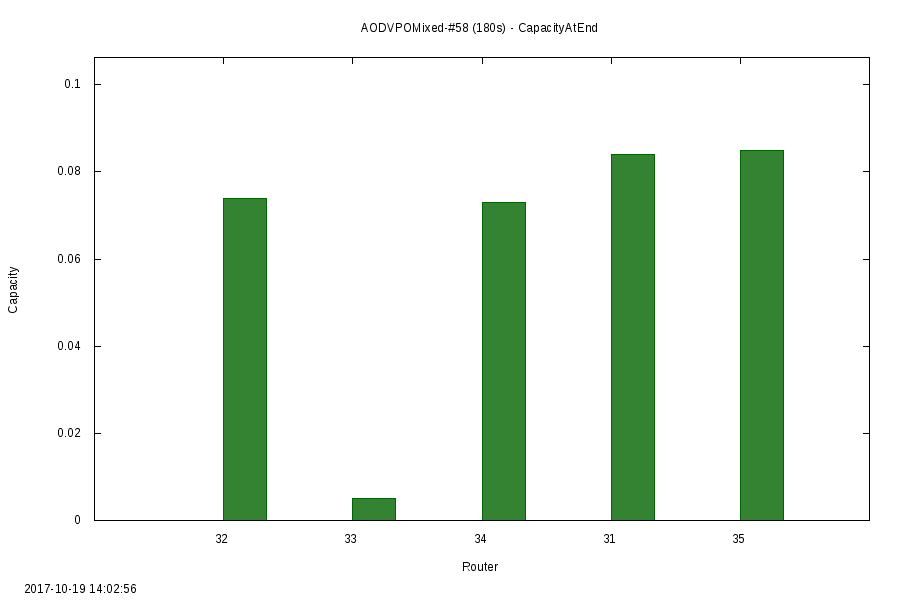 AODVPOMixed-#58 (180s) - CapacityAtEnd
0.1
0.08
0.06
0.04
0.02
0
Capacity
32 33 34 31 35
Router
2017-10-19 14:02:56